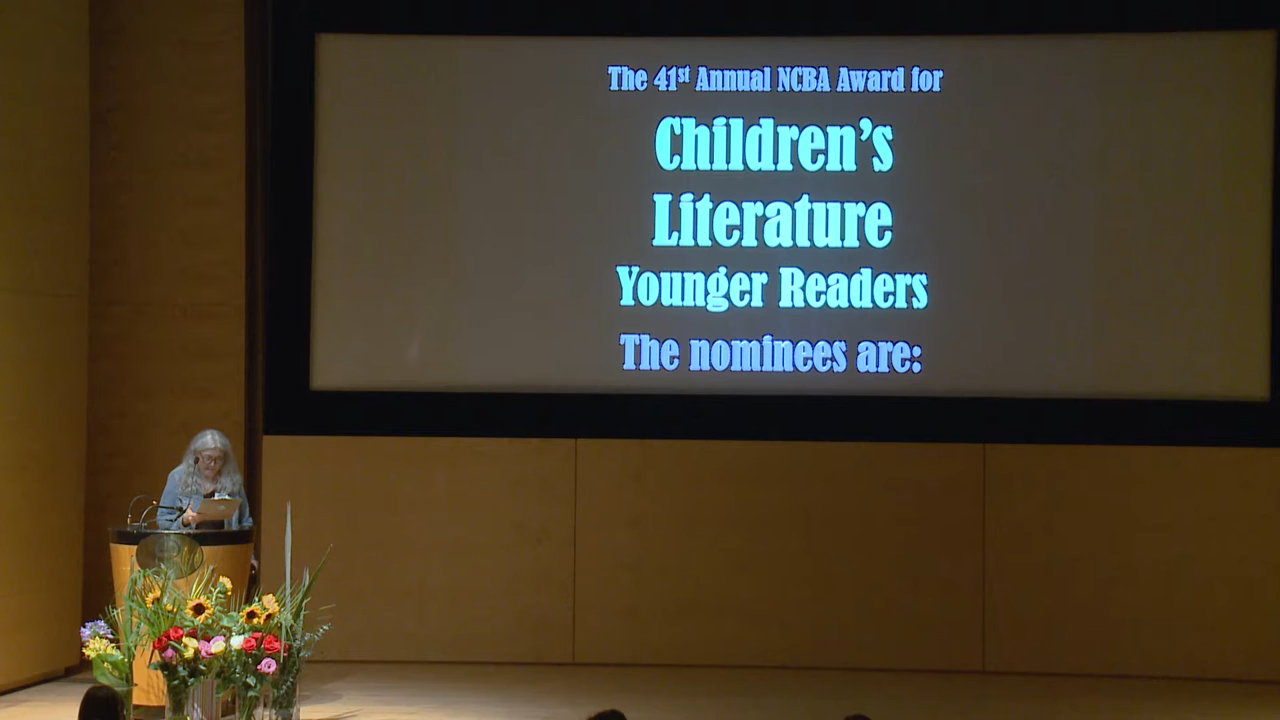 The 41st Annual NCBA Award for
Children's
Literature
Younger Readers
The nominees are: